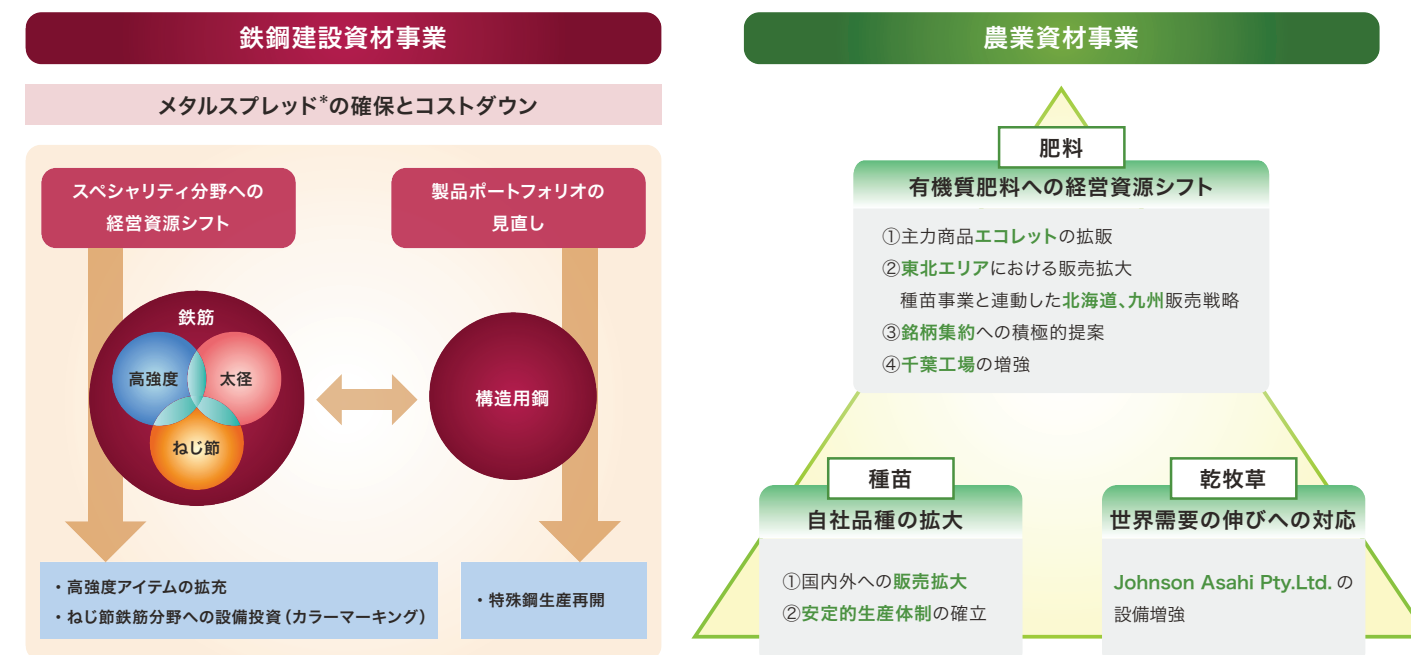 鉄鋼建設資材事業
メタルスプレッド*の確保とコストダウン
スペシャリティ分野への
経営資源シフト
製品ポートフォリオの
見直し
鉄筋
高強度
太径
ねじ節
構造用鋼
・高強度アイテムの拡充
・ねじ節鉄筋分野への設備投資（カラーマーキング）
・特殊鋼生産再開
農業資材事業
肥料
有機質肥料への経営資源シフト
①主力商品エコレットの拡販
②東北エリアにおける販売拡大
種苗事業と連動した北海道、九州販売戦略
③銘柄集約への積極的提案
④千葉工場の増強
種苗
自社品種の拡大
①国内外への販売拡大
②安定的生産体制の確立
乾牧草
世界需要の伸びへの対応
Johnson Asahi Pty.Ltd. の
設備増強